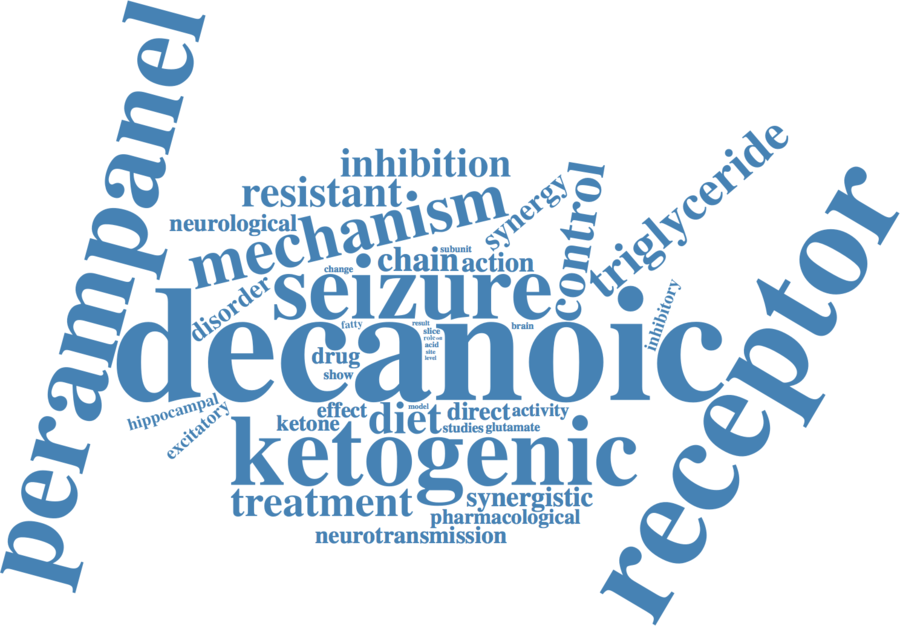 perampanel
inhibition
resistant
triglyceride
neurological
mechanism
synergy
control
receptor
subunit
chain
action
change
seizure
disorder
inhibitory
decanoic
fatty
result
brain
slice
role
use
acid
drug
site
level
show
hippocampal
excitatory
effect
model
diet
direct
activity
ketone
studies
glutamate
ketogenic
treatment
synergistic
pharmacological
neurotransmission